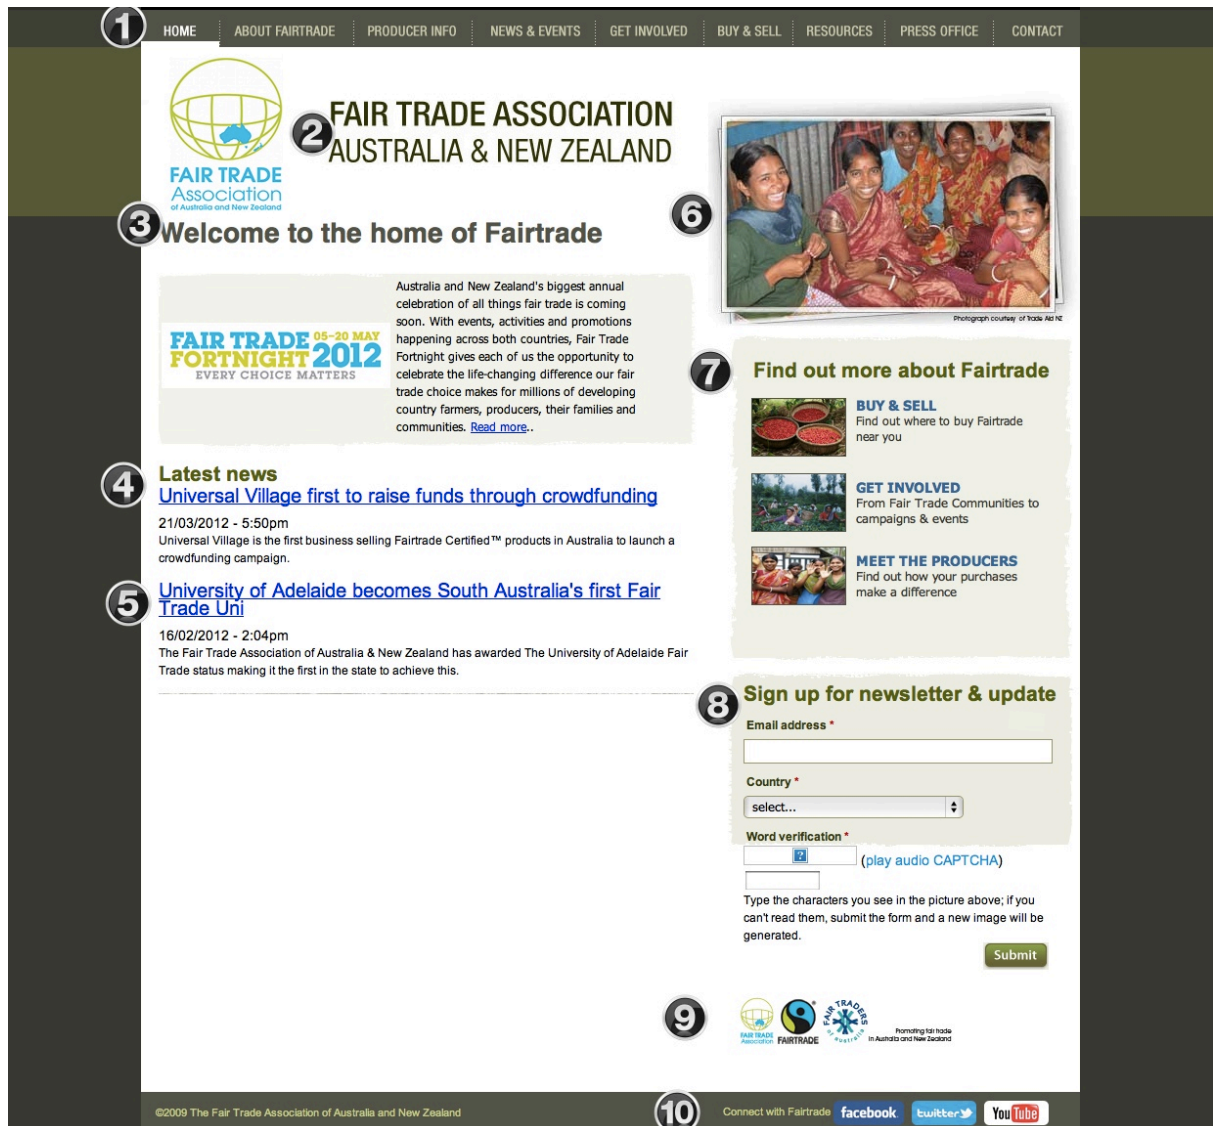 1
HOME
ABOUT FAIRTRADE
PRODUCER INFO
NEWS & EVENTS
GET INVOLVED
BUY & SELL
RESOURCES
PRESS OFFICE
CONTACT
FAIR TRADE
Association
of Australia and New Zealand
2
FAIR TRADE ASSOCIATION
AUSTRALIA & NEW ZEALAND
3
Welcome to the home of Fairtrade
FAIR TRADE 05-20 MAY
FORTNIGHT 2012
EVERY CHOICE MATTERS
Australia and New Zealand's biggest annual
celebration of all things fair trade is coming
soon. With events, activities and promotions
happening across both countries, Fair Trade
Fortnight gives each of us the opportunity to
celebrate the life-changing difference our fair
trade choice makes for millions of developing
country farmers, producers, their families and
communities. Read more..
4
Latest news
Universal Village first to raise funds through crowdfunding
21/03/2012 - 5:50pm
Universal Village is the first business selling Fairtrade Certified™ products in Australia to launch a
crowdfunding campaign.
5
University of Adelaide becomes South Australia's first Fair
Trade Uni
16/02/2012 - 2:04pm
The Fair Trade Association of Australia & New Zealand has awarded The University of Adelaide Fair
Trade status making it the first in the state to achieve this.
6
Photograph courtesy of Trade Aid NZ
7
Find out more about Fairtrade
BUY & SELL
Find out where to buy Fairtrade
near you
GET INVOLVED
From Fair Trade Communities to
campaigns & events
MEET THE PRODUCERS
Find out how your purchases
make a difference
8
Sign up for newsletter & update
Email address *
Country *
select...
Word verification *
?
(play audio CAPTCHA)
Type the characters you see in the picture above; if you
can't read them, submit the form and a new image will be
generated.
Submit
9
FAIR TRADE
Association
FAIRTRADE
®
FAIR TRADERS
of australia
Promoting fair trade
in Australia and New Zealand
©2009 The Fair Trade Association of Australia and New Zealand
10
Connect with Fairtrade
facebook.
twitter
YouTube